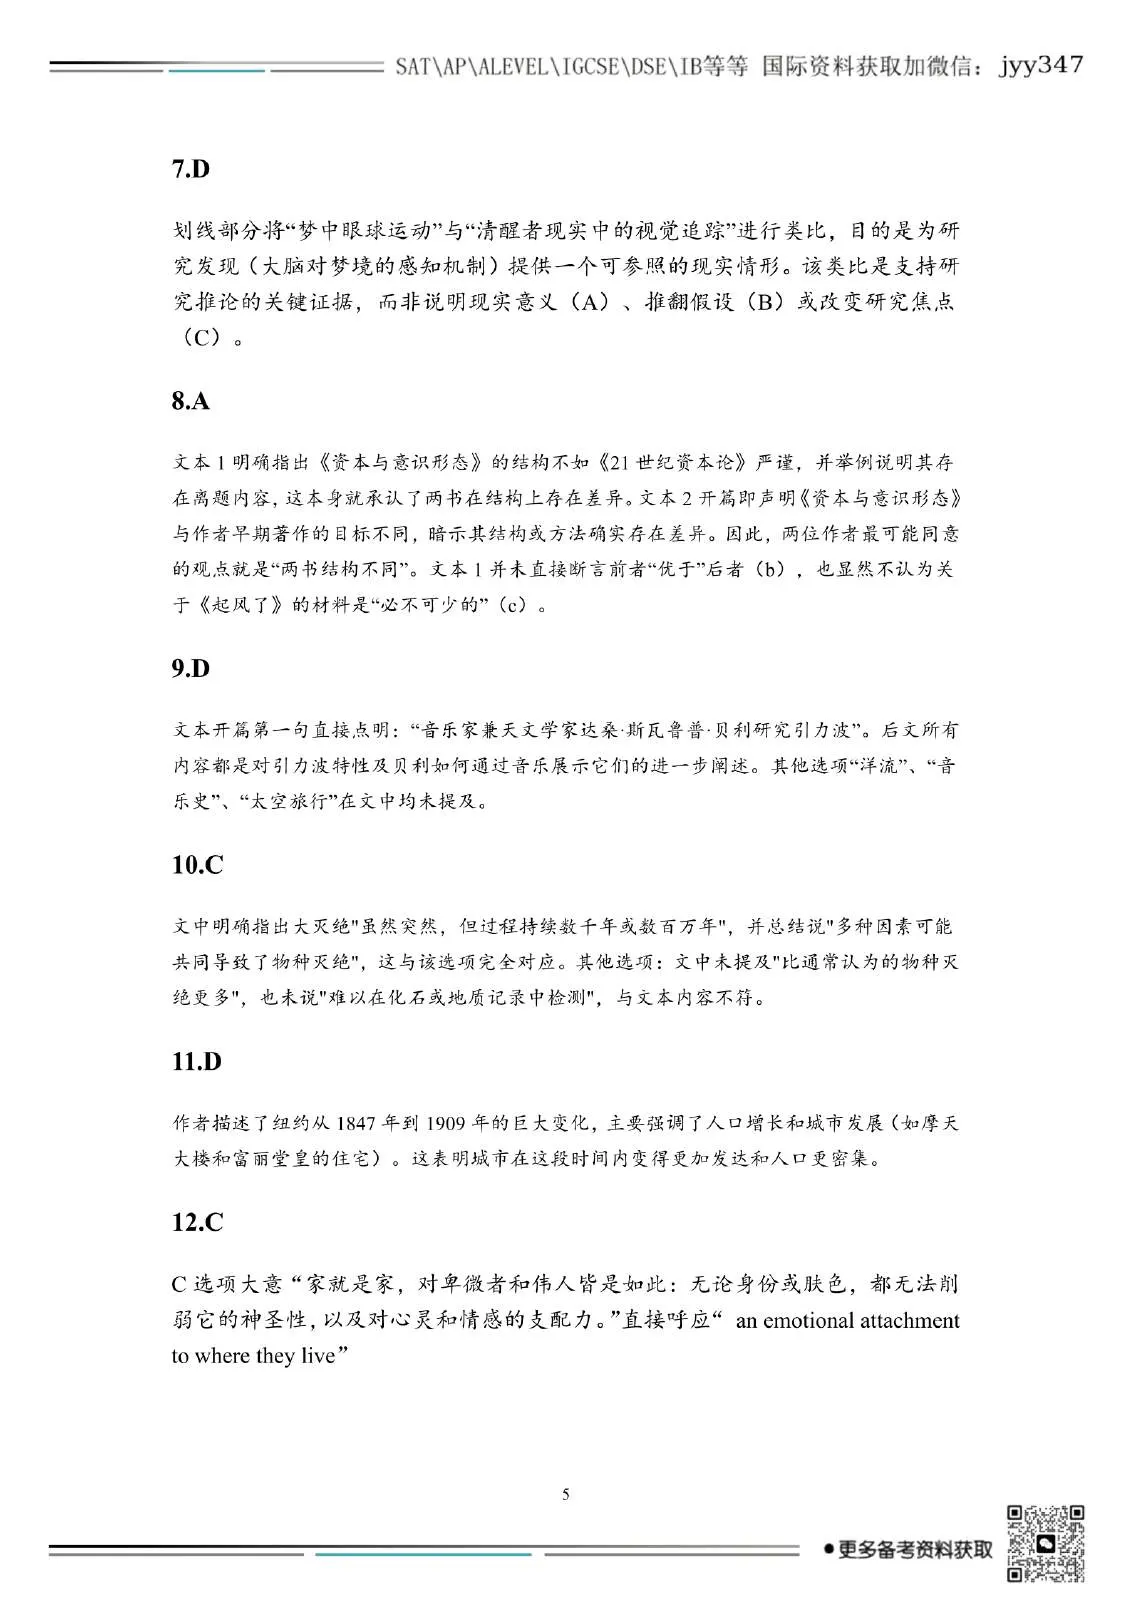 SAT\AP\ALEVEL\IGCSE\DSE\IB等等 国际资料获取加微信：jyy347
7.D
划线部分将“梦中眼球运动”与“清醒者现实中的视觉追踪”进行类比，目的是为研
究发现（大脑对梦境的感知机制）提供一个可参照的现实情形。该类比是支持研
究推论的关键证据，而非说明现实意义（A）、推翻假设（B）或改变研究焦点
（C）。
8.A
文本 1 明确指出《资本与意识形态》的结构不如《21 世纪资本论》严谨，并举例说明其存
在离题内容，这本身就承认了两书在结构上存在差异。文本 2 开篇即声明《资本与意识形态》
与作者早期著作的目标不同，暗示其结构或方法确实存在差异。因此，两位作者最可能同意
的观点就是“两书结构不同”。文本 1 并未直接断言前者“优于”后者（b），也显然不认为关
于《起风了》的材料是“必不可少的”（c）。
9.D
文本开篇第一句直接点明：“音乐家兼天文学家达桑·斯瓦鲁普·贝利研究引力波”。后文所有
内容都是对引力波特性及贝利如何通过音乐展示它们的进一步阐述。其他选项“洋流”、“音
乐史”、“太空旅行”在文中均未提及。
10.C
文中明确指出大灭绝"虽然突然，但过程持续数千年或数百万年"，并总结说"多种因素可能
共同导致了物种灭绝"，这与该选项完全对应。其他选项：文中未提及"比通常认为的物种灭
绝更多"，也未说"难以在化石或地质记录中检测"，与文本内容不符。
11.D
作者描述了纽约从 1847 年到 1909 年的巨大变化，主要强调了人口增长和城市发展（如摩天
大楼和富丽堂皇的住宅）。这表明城市在这段时间内变得更加发达和人口更密集。
12.C
C 选项大意“家就是家，对卑微者和伟人皆是如此：无论身份或肤色，都无法削
弱它的神圣性，以及对心灵和情感的支配力。”直接呼应“ an emotional attachment
to where they live”
5
●更多备考资料获取